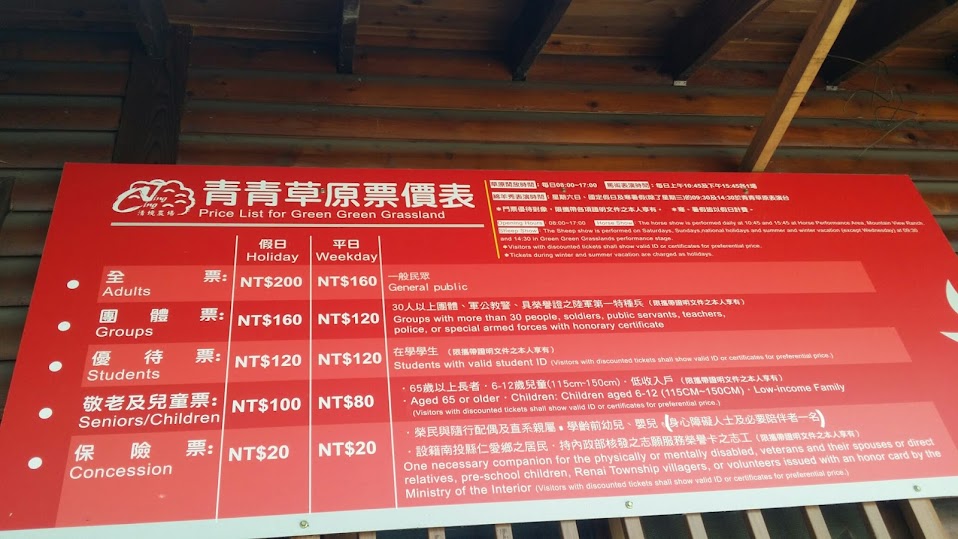 Jing Jing
清境農場
青青草原票價表
Price List for Green Green Grassland
草原開放時間：每日08:00~17:00 馬術表演時間：每日上午10:45及下午15:45各1場
綿羊秀表演時間：星期六日、國定假日及寒暑假(除了星期三)於09:30及14:30於青青草原表演台
●門票優待對象，限攜帶各項證明文件之本人享有。 ●寒、暑假追以假日計費。
Opening Hours : 08:00~17:00 Horse Show : The horse show is performed daily at 10:45 and 15:45 at Horse Performance Area, Mountain View Ranch.
Sheep Show : The Sheep show is performed on Saturdays, Sundays,national holidays and summer and winter vacation (except Wednesday) at 09:30
and 14:30 in Green Green Grasslands performance stage.
●Visitors with discounted tickets shall show valid ID or certificates for preferential price.
●Tickets during winter and summer vacation are charged as holidays.
假日 平日
Holiday Weekday
全票: NT$200 NT$160 一般民眾
Adults General public
團體票: NT$160 NT$120 30人以上團體、軍公教警、具榮譽證之陸軍第一特種兵（限攜帶證明文件之本人享有）
Groups Groups with more than 30 people, soldiers, public servants, teachers,
police, or special armed forces with honorary certificate
優待票: NT$120 NT$120 在學學生 （限攜帶證明文件之本人享有）
Students Students with valid student ID (Visitors with discounted tickets shall show valid ID or certificates for preferential price.)
敬老及兒童票: NT$100 NT$80 ·65歲以上長者·6-12歲兒童(115cm-150cm)·低收入戶（限攜帶證明文件之本人享有）
Seniors/Children ·Aged 65 or older·Children: Children aged 6-12 (115CM~150CM)·Low-income Family
(Visitors with discounted tickets shall show valid ID or certificates for preferential price.)
保險票: NT$20 NT$20 ·榮民與隨行配偶及直系親屬●學齡前幼兒、嬰兒、(身心障礙人士及必要陪伴者一名)
Concession ·設籍南投縣仁愛鄉之居民·持內政部核發之志願服務榮譽卡之志工（限攜帶證明文件之本人享有）
One necessary companion for the physically or mentally disabled, veterans and their spouses or direct
relatives, pre-school children, Renai Township villagers, or volunteers issued with an honor card by the
Ministry of the Interior (Visitors with discounted tickets shall show valid ID or certificates for preferential price.)